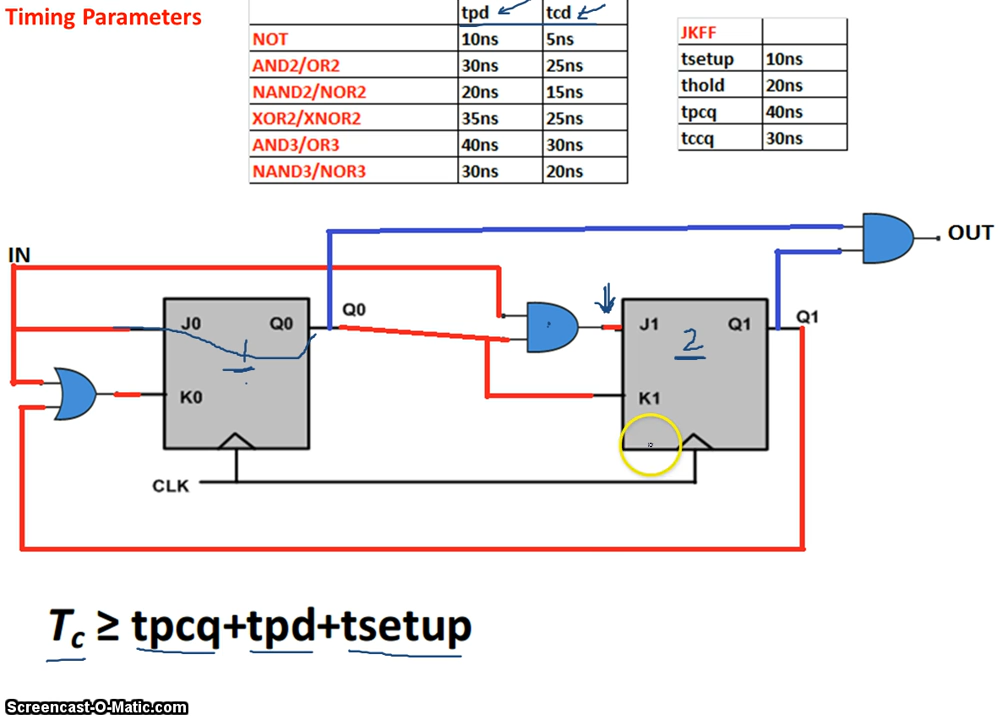 Timing Parameters
tpd tcd
NOT 10ns 5ns
AND2/OR2 30ns 25ns
NAND2/NOR2 20ns 15ns
XOR2/XNOR2 35ns 25ns
AND3/OR3 40ns 30ns
NAND3/NOR3 30ns 20ns
JKFF
tsetup 10ns
thold 20ns
tpcq 40ns
tccq 30ns
IN
OUT
J0 Q0
Q0
1
K0
?
J1 Q1
Q1
2
K1
CLK
Tc ≥ tpcq+tpd+tsetup
Screencast-O-Matic.com